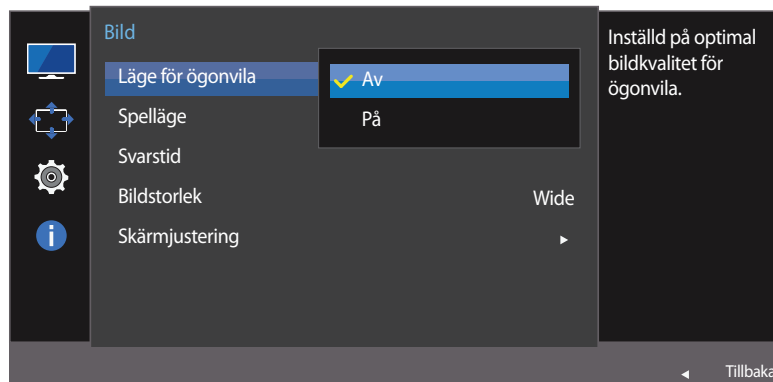 Bild
Läge för ögonvila
Av
På
Spelläge
Svarstid
Bildstorlek Wide
Skärmjustering
Inställd på optimal
bildkvalitet för
ögonvila.
Tillbaka